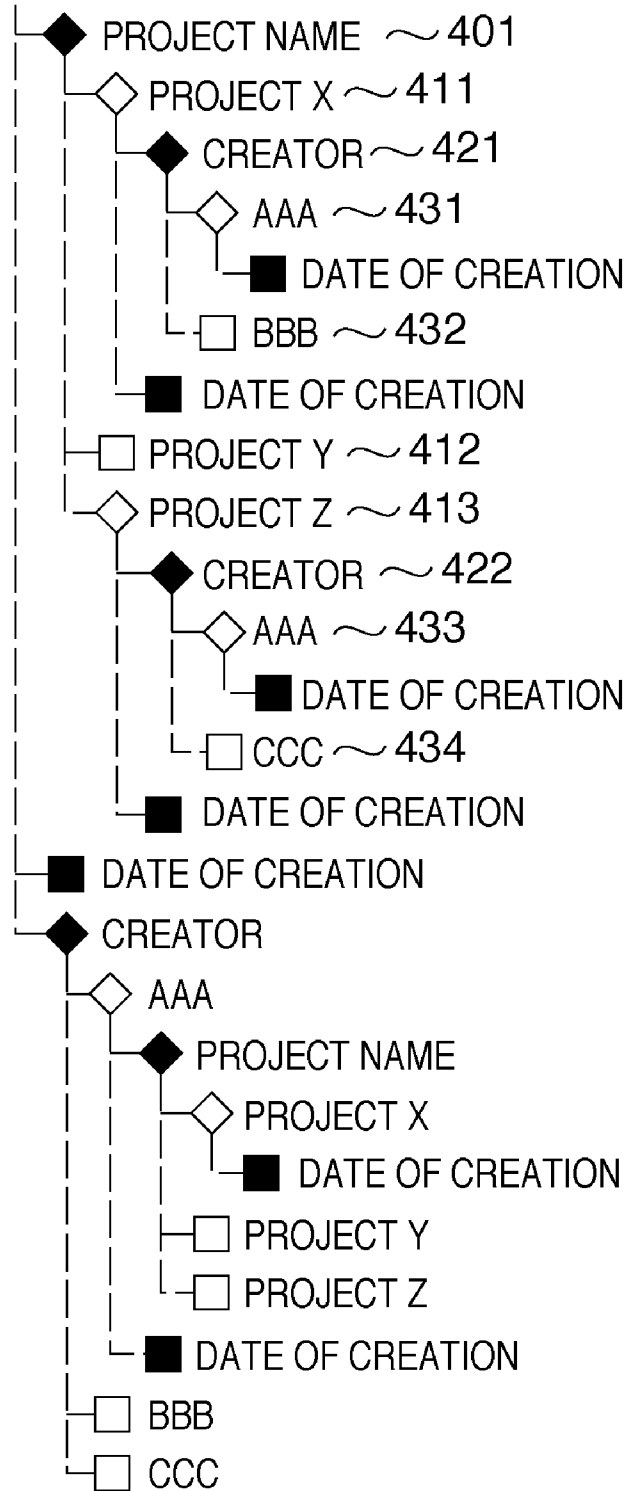 PROJECT NAME ~ 401
PROJECT X ~ 411
CREATOR ~ 421
AAA ~ 431
DATE OF CREATION
BBB ~ 432
DATE OF CREATION
PROJECT Y ~ 412
PROJECT Z ~ 413
CREATOR ~ 422
AAA ~ 433
DATE OF CREATION
CCC ~ 434
DATE OF CREATION
DATE OF CREATION
CREATOR
AAA
PROJECT NAME
PROJECT X
DATE OF CREATION
PROJECT Y
PROJECT Z
DATE OF CREATION
BBB
CCC